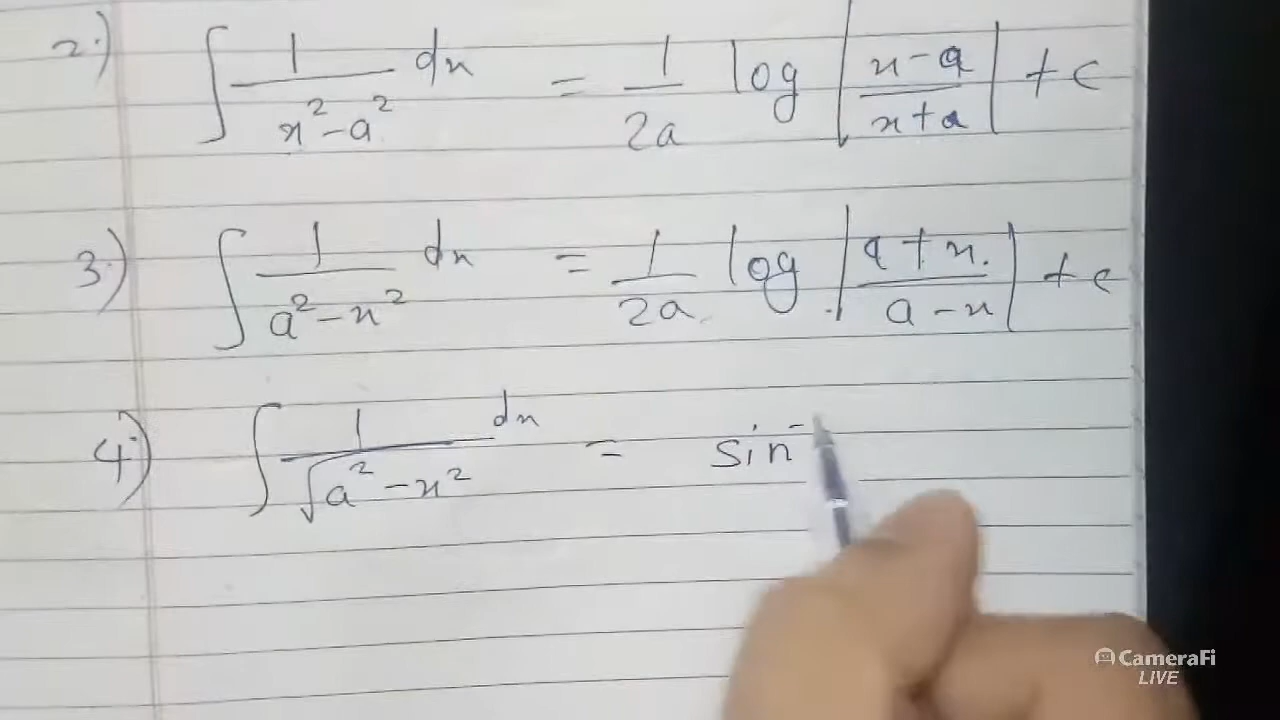 2.) ∫ 1/(x²-a²) dx = 1/2a log |x-a/x+a| + c
3.) ∫ 1/(a²-x²) dx = 1/2a log |a+x/a-x| + c
4.) ∫ 1/√(a²-x²) dx = sin⁻
CameraFi
LIVE